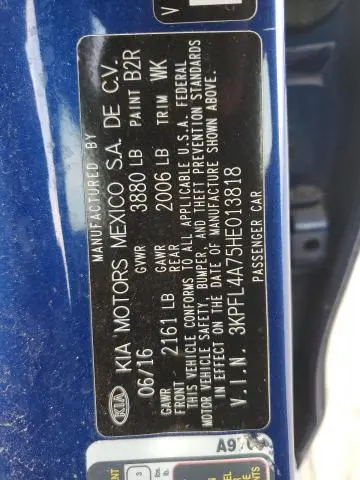 MANUFACTURED BY
KIA MOTORS MEXICO S.A. DE C.V.
06/16 GVWR 3880 LB PAINT B2R
GAWR FRONT 2161 LB GAWR REAR 2006 LB TRIM WK
THIS VEHICLE CONFORMS TO ALL APPLICABLE U.S.A. FEDERAL
MOTOR VEHICLE SAFETY, BUMPER, AND THEFT PREVENTION STANDARDS
IN EFFECT ON THE DATE OF MANUFACTURE SHOWN ABOVE.
V.I.N. 3KPFL4A75HE013818
PASSENGER CAR
KIA
V